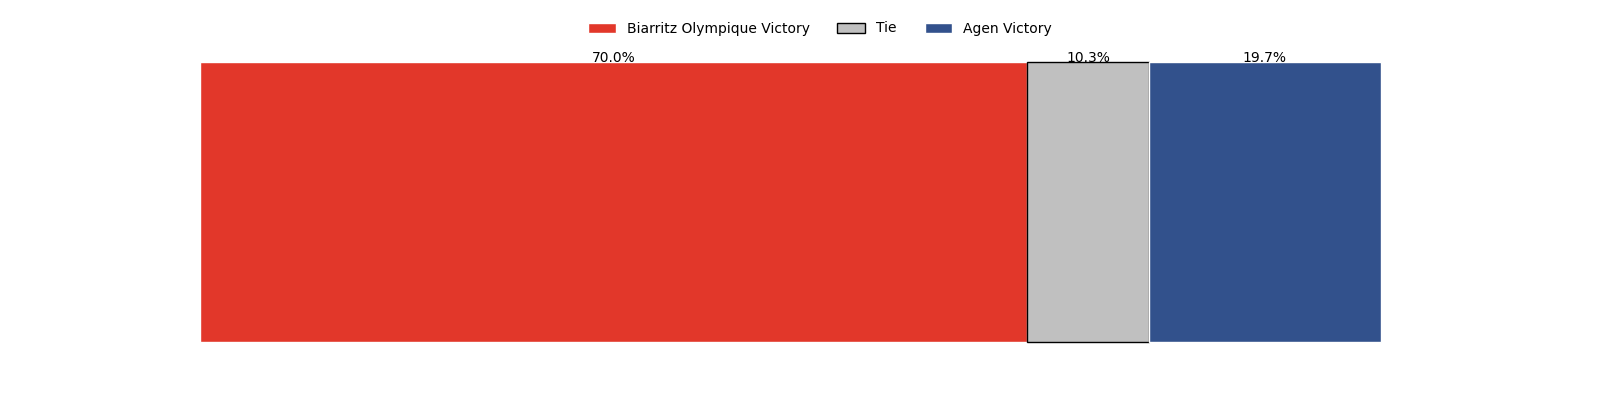 Biarritz Olympique Victory Tie Agen Victory
70.0% 10.3% 19.7%